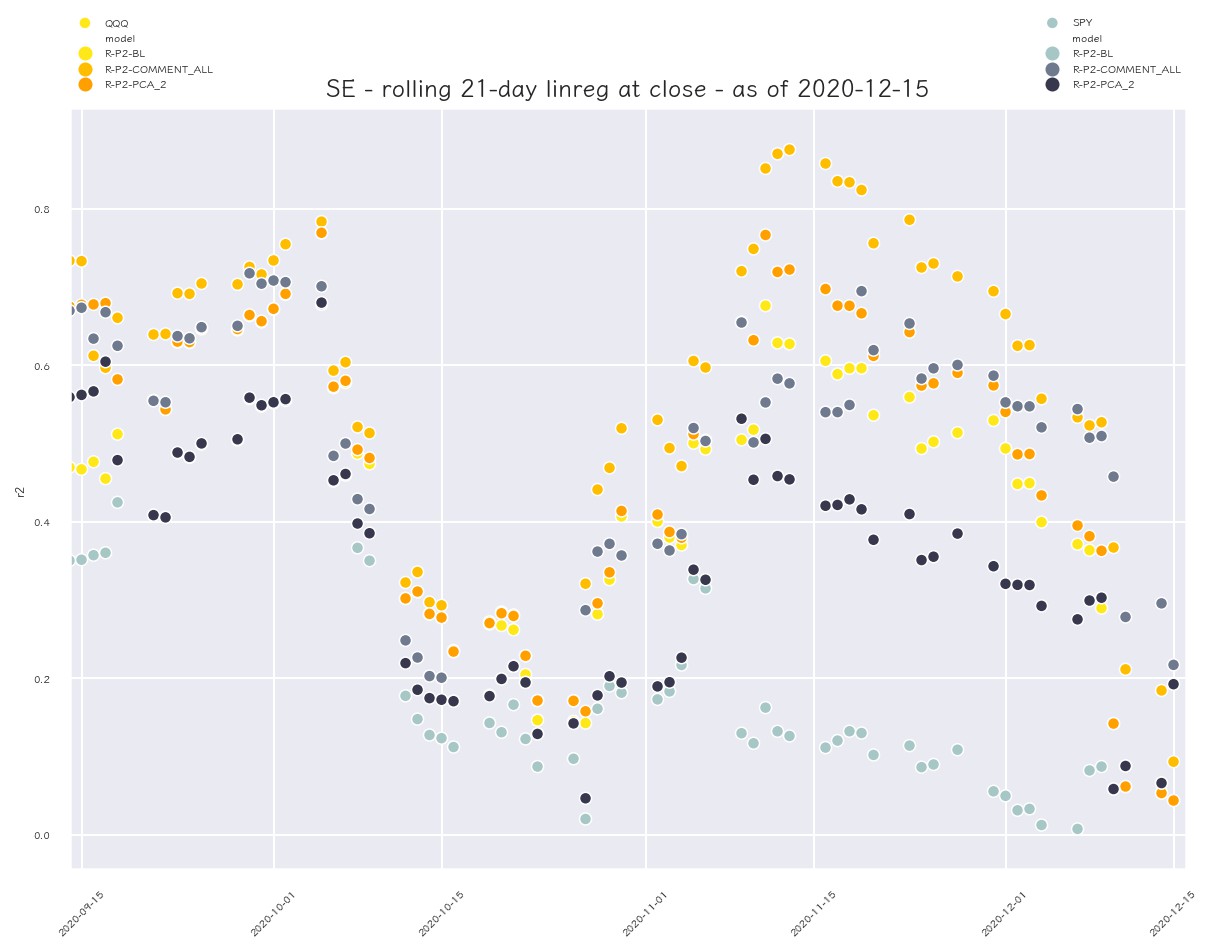 QQQ
model
R-P2-BL
R-P2-COMMENT_ALL
R-P2-PCA_2
SPY
model
R-P2-BL
R-P2-COMMENT_ALL
R-P2-PCA_2
SE - rolling 21-day linreg at close - as of 2020-12-15
r2
0.8
0.6
0.4
0.2
0.0
2020-09-15
2020-10-01
2020-10-15
2020-11-01
2020-11-15
2020-12-01
2020-12-15